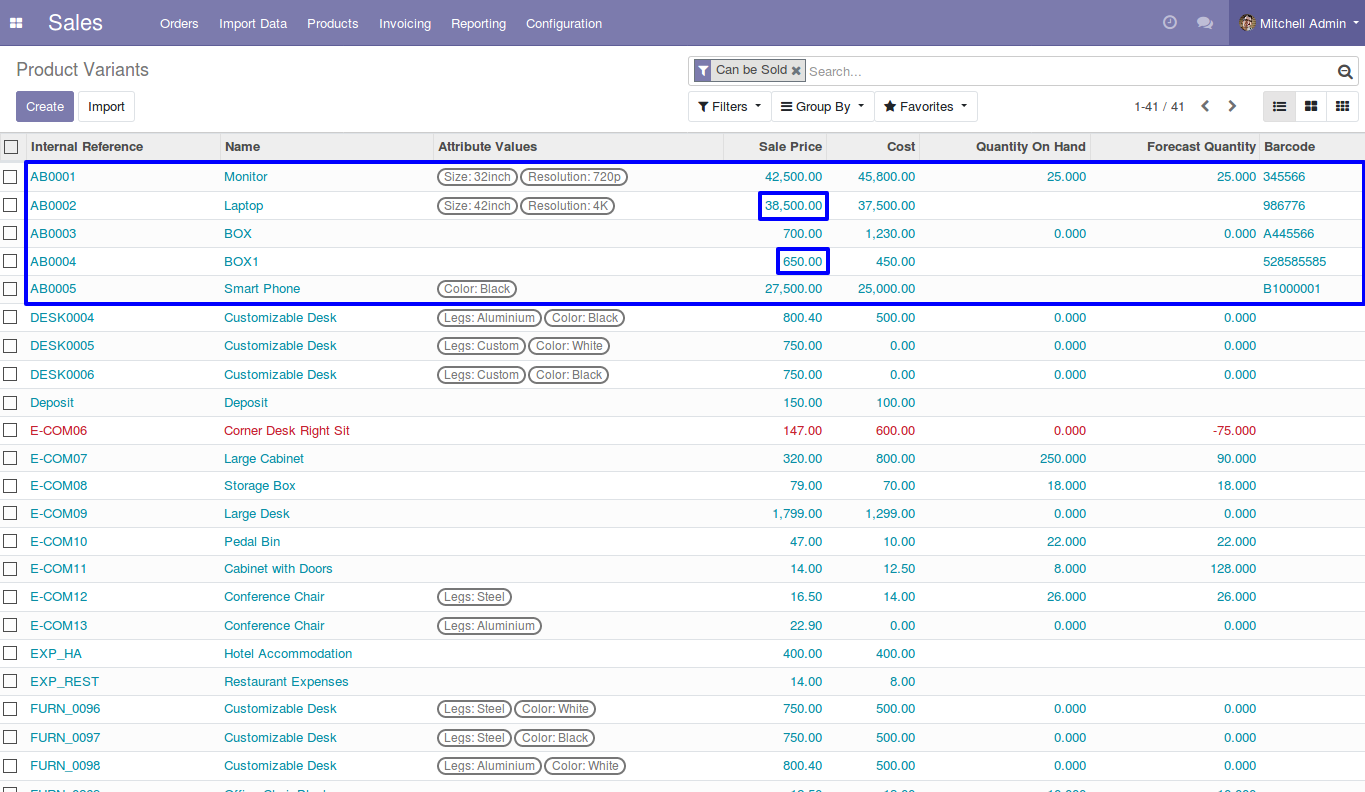 Sales Orders Import Data Products Invoicing Reporting Configuration Mitchell Admin
Product Variants Can be Sold Search...
Create Import Filters Group By Favorites 1-41 / 41
Internal Reference Name Attribute Values Sale Price Cost Quantity On Hand Forecast Quantity Barcode
AB0001 Monitor Size: 32inch Resolution: 720p 42,500.00 45,800.00 25.000 25.000 345566
AB0002 Laptop Size: 42inch Resolution: 4K 38,500.00 37,500.00 986776
AB0003 BOX 700.00 1,230.00 0.000 0.000 A445566
AB0004 BOX1 650.00 450.00 528585585
AB0005 Smart Phone Color: Black 27,500.00 25,000.00 B1000001
DESK0004 Customizable Desk Legs: Aluminium Color: Black 800.40 500.00 0.000 0.000
DESK0005 Customizable Desk Legs: Custom Color: White 750.00 0.00 0.000 0.000
DESK0006 Customizable Desk Legs: Custom Color: Black 750.00 0.00 0.000 0.000
Deposit Deposit 150.00 100.00
E-COM06 Corner Desk Right Sit 147.00 600.00 0.000 -75.000
E-COM07 Large Cabinet 320.00 800.00 250.000 90.000
E-COM08 Storage Box 79.00 70.00 18.000 18.000
E-COM09 Large Desk 1,799.00 1,299.00 0.000 0.000
E-COM10 Pedal Bin 47.00 10.00 22.000 22.000
E-COM11 Cabinet with Doors 14.00 12.50 8.000 128.000
E-COM12 Conference Chair Legs: Steel 16.50 14.00 26.000 26.000
E-COM13 Conference Chair Legs: Aluminium 22.90 0.00 0.000 0.000
EXP_HA Hotel Accommodation 400.00 400.00
EXP_REST Restaurant Expenses 14.00 8.00
FURN_0096 Customizable Desk Legs: Steel Color: White 750.00 500.00 0.000 0.000
FURN_0097 Customizable Desk Legs: Steel Color: Black 750.00 500.00 0.000 0.000
FURN_0098 Customizable Desk Legs: Aluminium Color: White 800.40 500.00 0.000 0.000